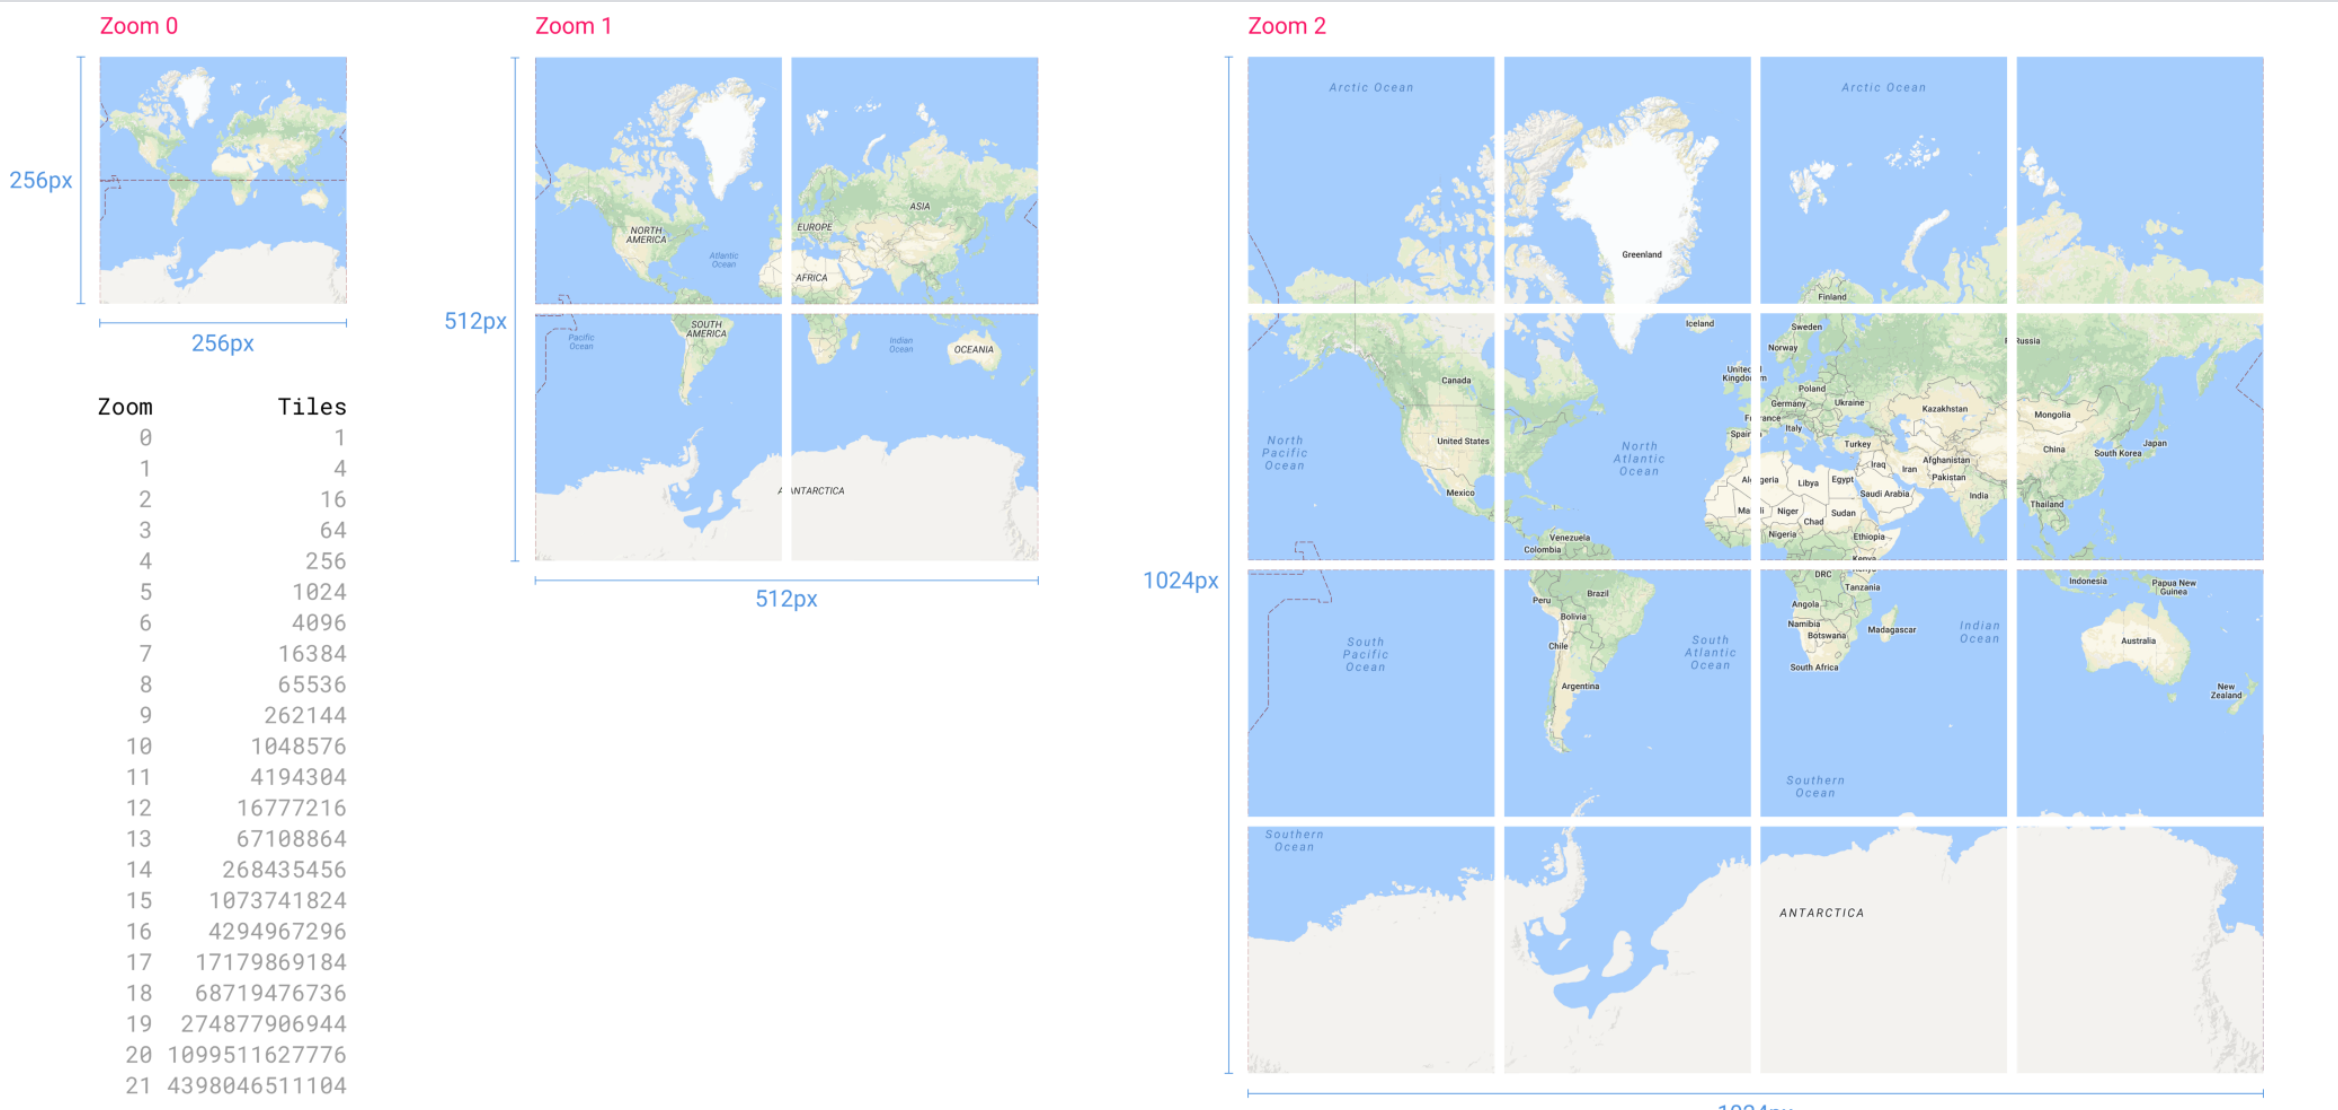 Zoom 0
256px
256px
Zoom Tiles
0 1
1 4
2 16
3 64
4 256
5 1024
6 4096
7 16384
8 65536
9 262144
10 1048576
11 4194304
12 16777216
13 67108864
14 268435456
15 1073741824
16 4294967296
17 17179869184
18 68719476736
19 274877906944
20 1099511627776
21 4398046511104
Zoom 1
512px
ASIA
EUROPE
NORTH
AMERICA
Atlantic
Ocean
AFRICA
SOUTH
AMERICA
Pacific
Ocean
Indian
Ocean
OCEANIA
ANTARCTICA
512px
Zoom 2
1024px
Arctic Ocean
Arctic Ocean
Greenland
Finland
Iceland
Sweden
Norway
Russia
United
Kingdom
Canada
Poland
Germany
Ukraine
Kazakhstan
Mongolia
France
Italy
Spain
United States
Turkey
China
Japan
South Korea
North
Pacific
Ocean
North
Atlantic
Ocean
Iraq
Iran
Afghanistan
Pakistan
Algeria
Libya
Egypt
Saudi Arabia
India
Mexico
Mali
Niger
Chad
Sudan
Thailand
Nigeria
Ethiopia
Venezuela
Colombia
Kenya
DRC
Tanzania
Indonesia
Papua New
Guinea
Peru
Brazil
Angola
Bolivia
Namibia
Botswana
Madagascar
Indian
Ocean
Australia
South
Pacific
Ocean
Chile
South
Atlantic
Ocean
South Africa
Argentina
New
Zealand
Southern
Ocean
Southern
Ocean
ANTARCTICA
1024px